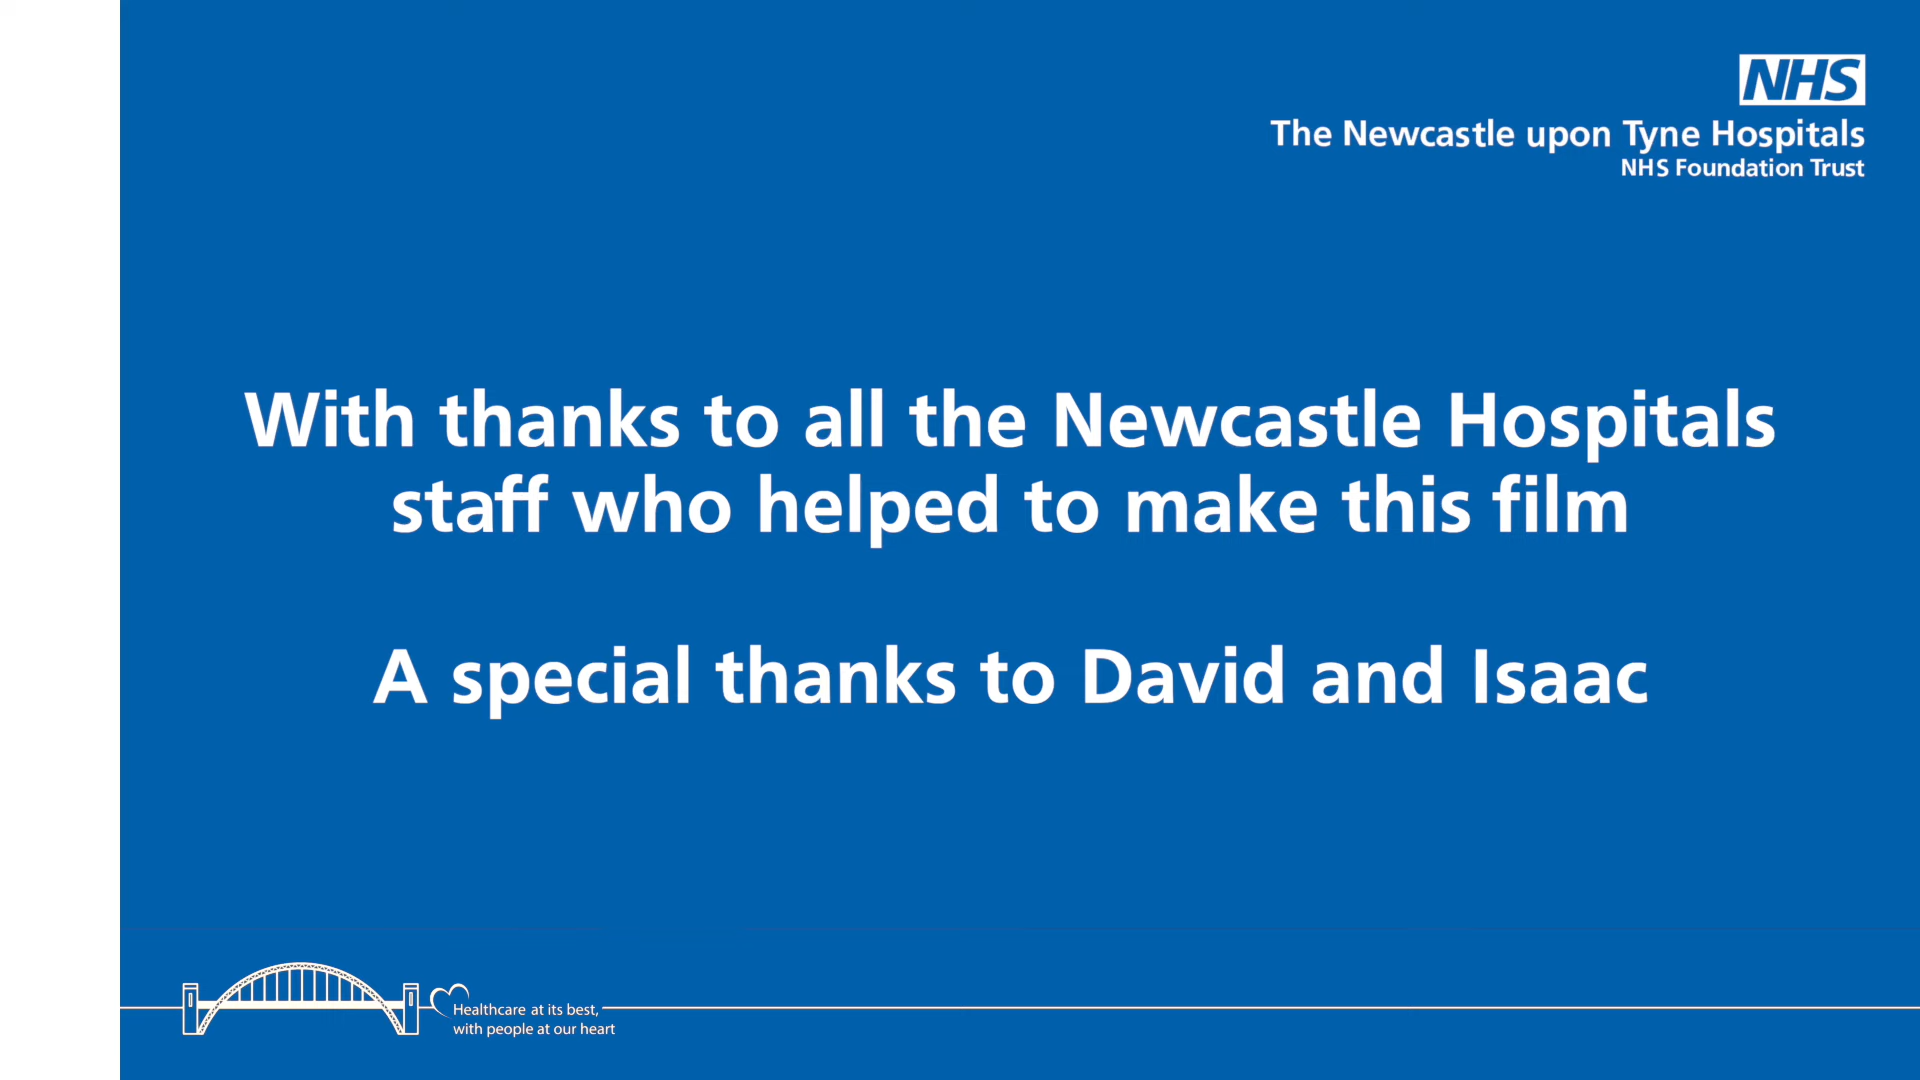 NHS
The Newcastle upon Tyne Hospitals
NHS Foundation Trust
With thanks to all the Newcastle Hospitals
staff who helped to make this film
A special thanks to David and Isaac
Healthcare at its best,
with people at our heart